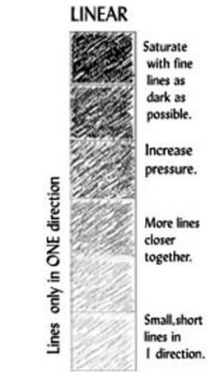 LINEAR
Saturate
with fine
lines as
dark as
possible.
Increase
pressure.
More lines
closer
together.
Small,short
lines in
1 direction.
Lines only in ONE direction